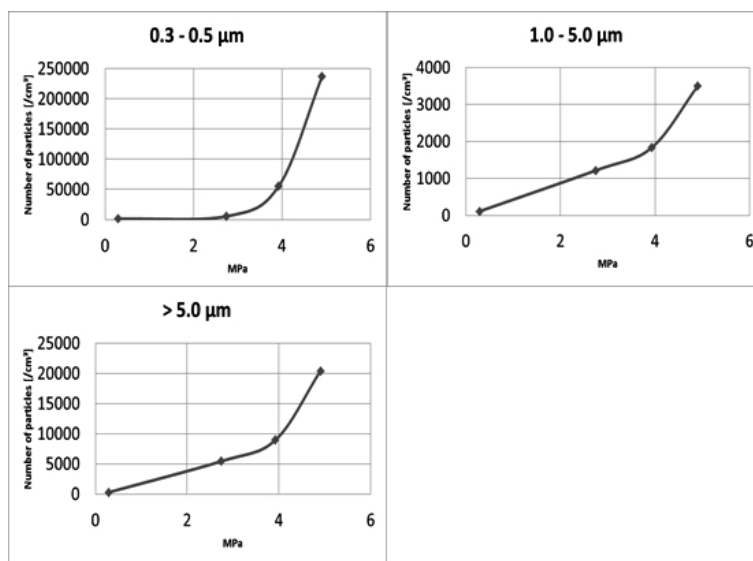 0.3 - 0.5 µm
Number of particles [/cm³]
250000
200000
150000
100000
50000
0
0 2 4 6
MPa
1.0 - 5.0 µm
Number of particles [/cm³]
4000
3000
2000
1000
0
0 2 4 6
MPa
> 5.0 µm
Number of particles [/cm³]
25000
20000
15000
10000
5000
0
0 2 4 6
MPa